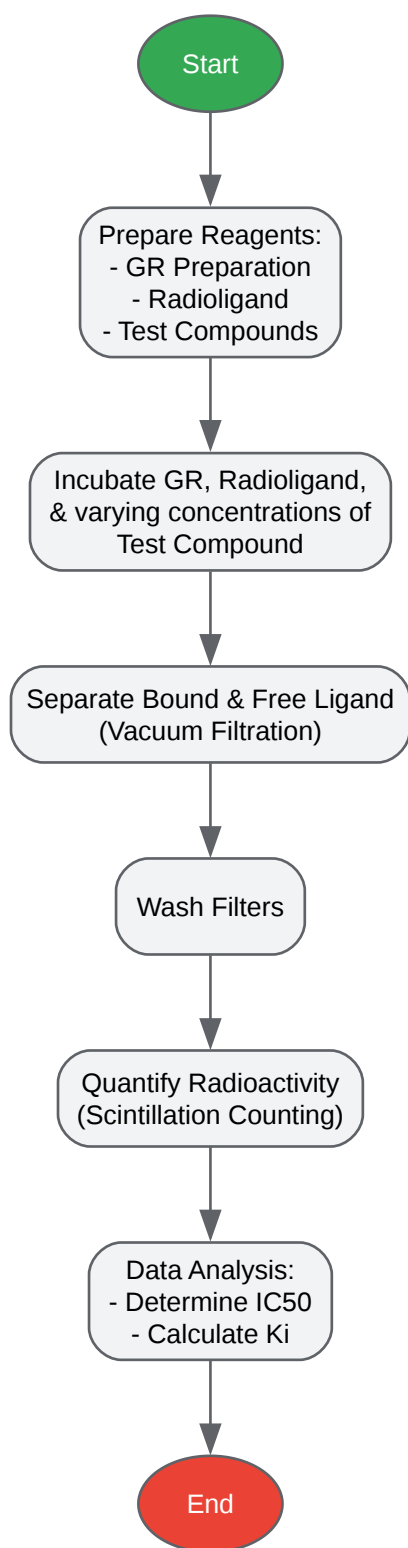 Start
Prepare Reagents:
- GR Preparation
- Radioligand
- Test Compounds
Incubate GR, Radioligand,
& varying concentrations of
Test Compound
Separate Bound & Free Ligand
(Vacuum Filtration)
Wash Filters
Quantify Radioactivity
(Scintillation Counting)
Data Analysis:
- Determine IC50
- Calculate Ki
End